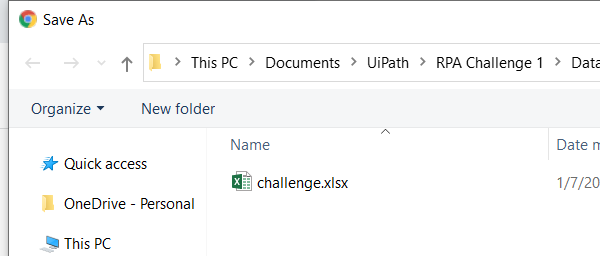 Save As
This PC > Documents > UiPath > RPA Challenge 1 > Data
Organize New folder
Name Date m
Quick access
challenge.xlsx 1/7/20
OneDrive - Personal
This PC